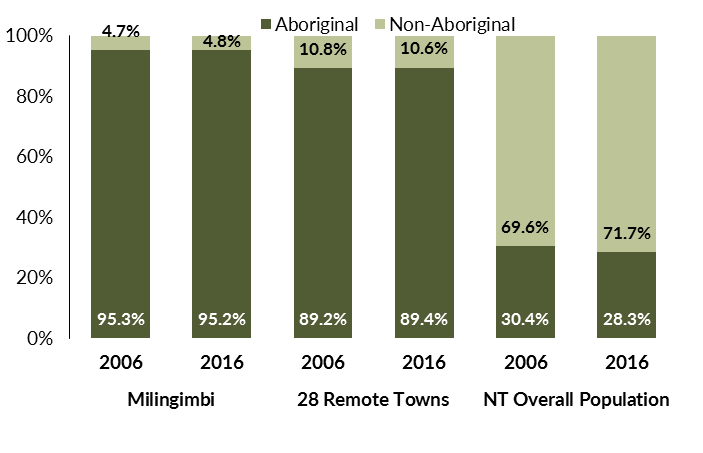 Aboriginal Non-Aboriginal
100%
80%
60%
40%
20%
0%
4.7% 4.8% 10.8% 10.6%
69.6% 71.7%
95.3% 95.2% 89.2% 89.4% 30.4% 28.3%
2006 2016 2006 2016 2006 2016
Milingimbi 28 Remote Towns NT Overall Population